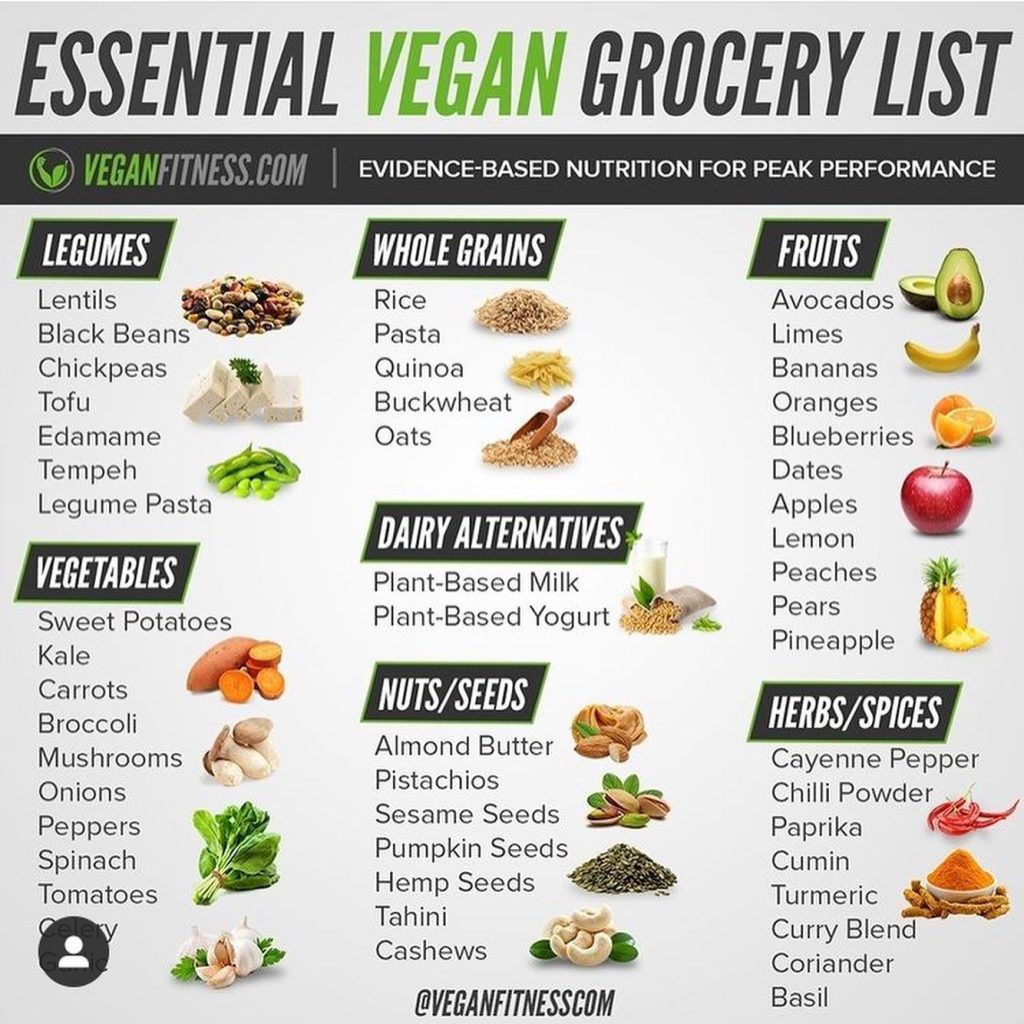 ESSENTIAL VEGAN GROCERY LIST
VEGANFITNESS.COM | EVIDENCE-BASED NUTRITION FOR PEAK PERFORMANCE
LEGUMES
Lentils
Black Beans
Chickpeas
Tofu
Edamame
Tempeh
Legume Pasta
VEGETABLES
Sweet Potatoes
Kale
Carrots
Broccoli
Mushrooms
Onions
Peppers
Spinach
Tomatoes
Celery
Garlic
WHOLE GRAINS
Rice
Pasta
Quinoa
Buckwheat
Oats
DAIRY ALTERNATIVES
Plant-Based Milk
Plant-Based Yogurt
NUTS/SEEDS
Almond Butter
Pistachios
Sesame Seeds
Pumpkin Seeds
Hemp Seeds
Tahini
Cashews
@VEGANFITNESSCOM
FRUITS
Avocados
Limes
Bananas
Oranges
Blueberries
Dates
Apples
Lemon
Peaches
Pears
Pineapple
HERBS/SPICES
Cayenne Pepper
Chilli Powder
Paprika
Cumin
Turmeric
Curry Blend
Coriander
Basil